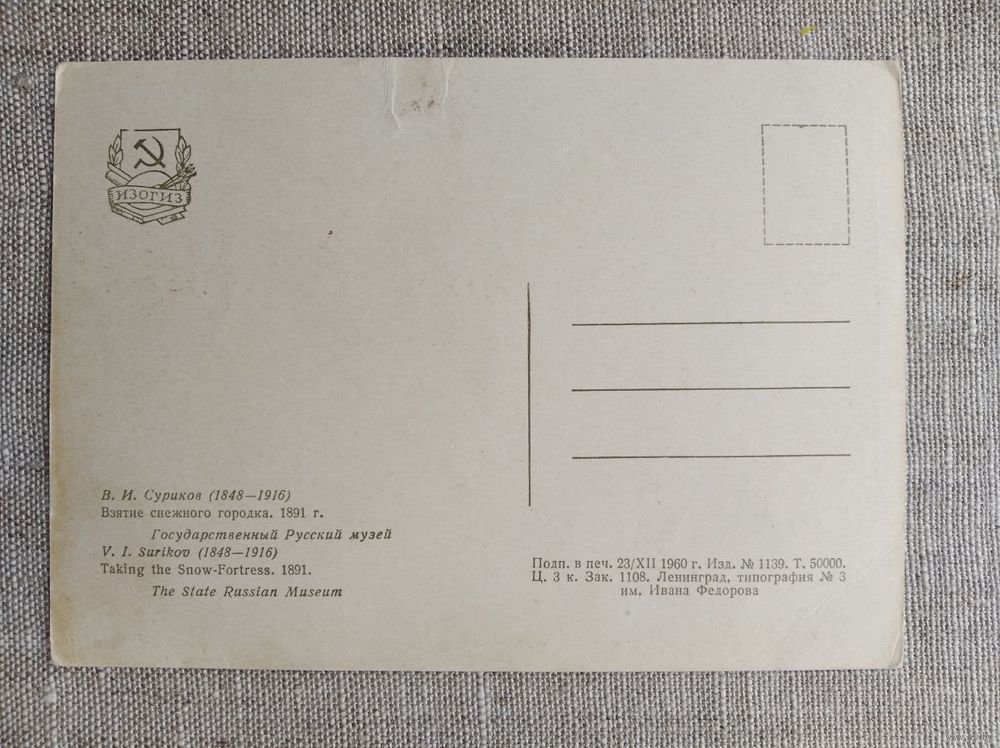 ИЗОГИЗ
В. И. Суриков (1848—1916)
Взятие снежного городка. 1891 г.
Государственный Русский музей
V. I. Surikov (1848—1916)
Taking the Snow-Fortress. 1891.
The State Russian Museum
Подп. в печ. 23/XII 1960 г. Изд. № 1139. Т. 50000.
Ц. 3 к. Зак. 1108. Ленинград, типография № 3
им. Ивана Федорова